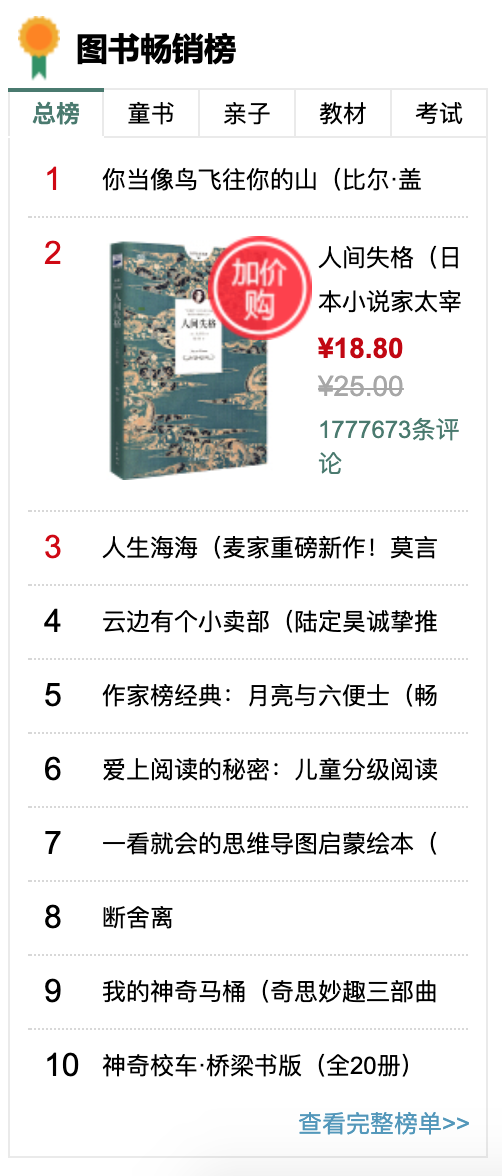 图书畅销榜
总榜 童书 亲子 教材 考试
1 你当像鸟飞往你的山（比尔·盖
2
人间失格
加价
购
人间失格（日
本小说家太宰
¥18.80
¥25.00
1777673条评
论
3 人生海海（麦家重磅新作！莫言
4 云边有个小卖部（陆定昊诚挚推
5 作家榜经典：月亮与六便士（畅
6 爱上阅读的秘密：儿童分级阅读
7 一看就会的思维导图启蒙绘本（
8 断舍离
9 我的神奇马桶（奇思妙趣三部曲
10 神奇校车·桥梁书版（全20册）
查看完整榜单>>